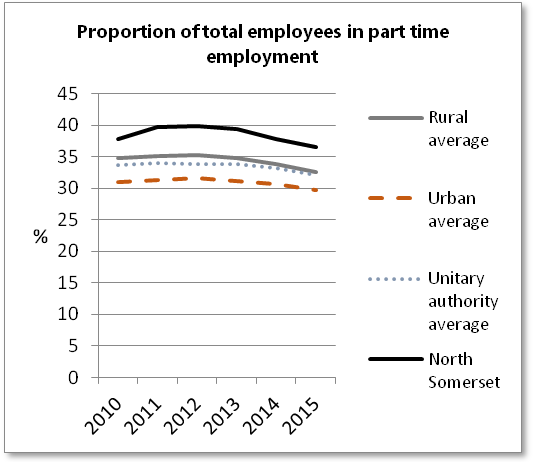 Proportion of total employees in part time
employment
45
40
35
30
25
20
15
10
5
0
%
2010
2011
2012
2013
2014
2015
Rural
average
Urban
average
Unitary
authority
average
North
Somerset